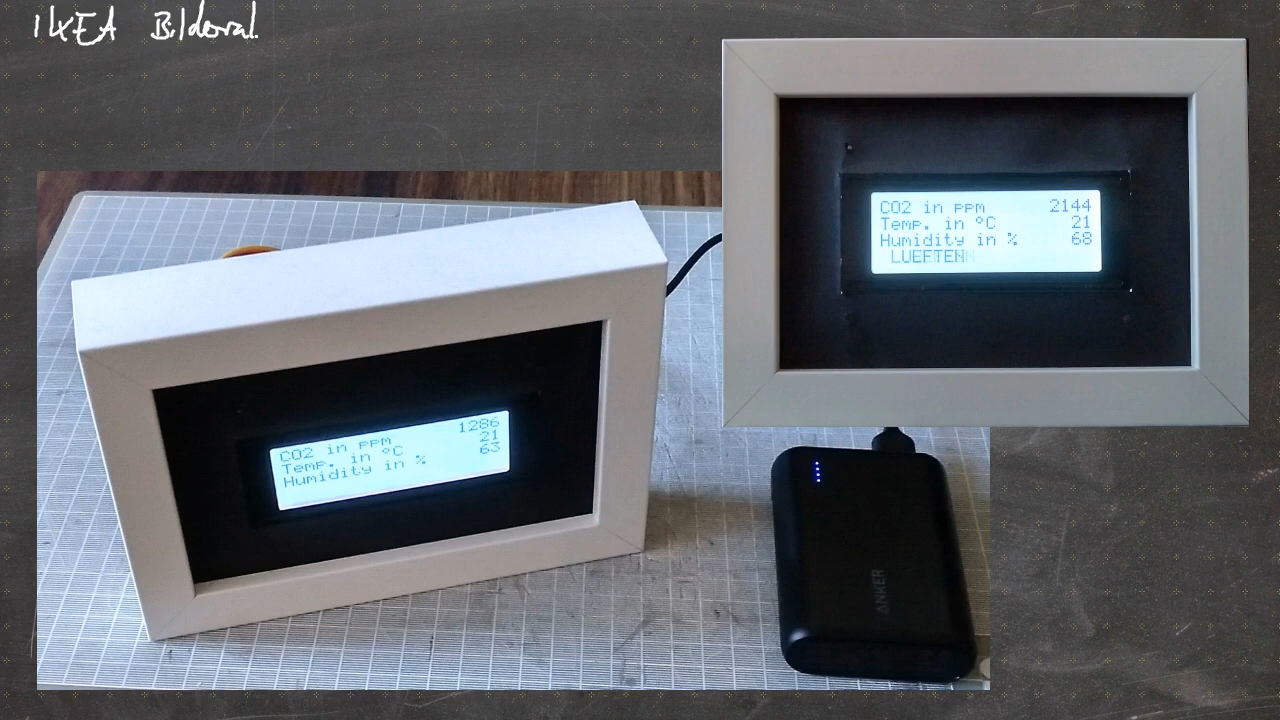 IKEA Bilderral.
CO2 in ppm 2144
Temp. in °C 21
Humidity in % 68
LUEFTEN
CO2 in ppm 1286
Temp. in °C 21
Humidity in % 63
ANKER